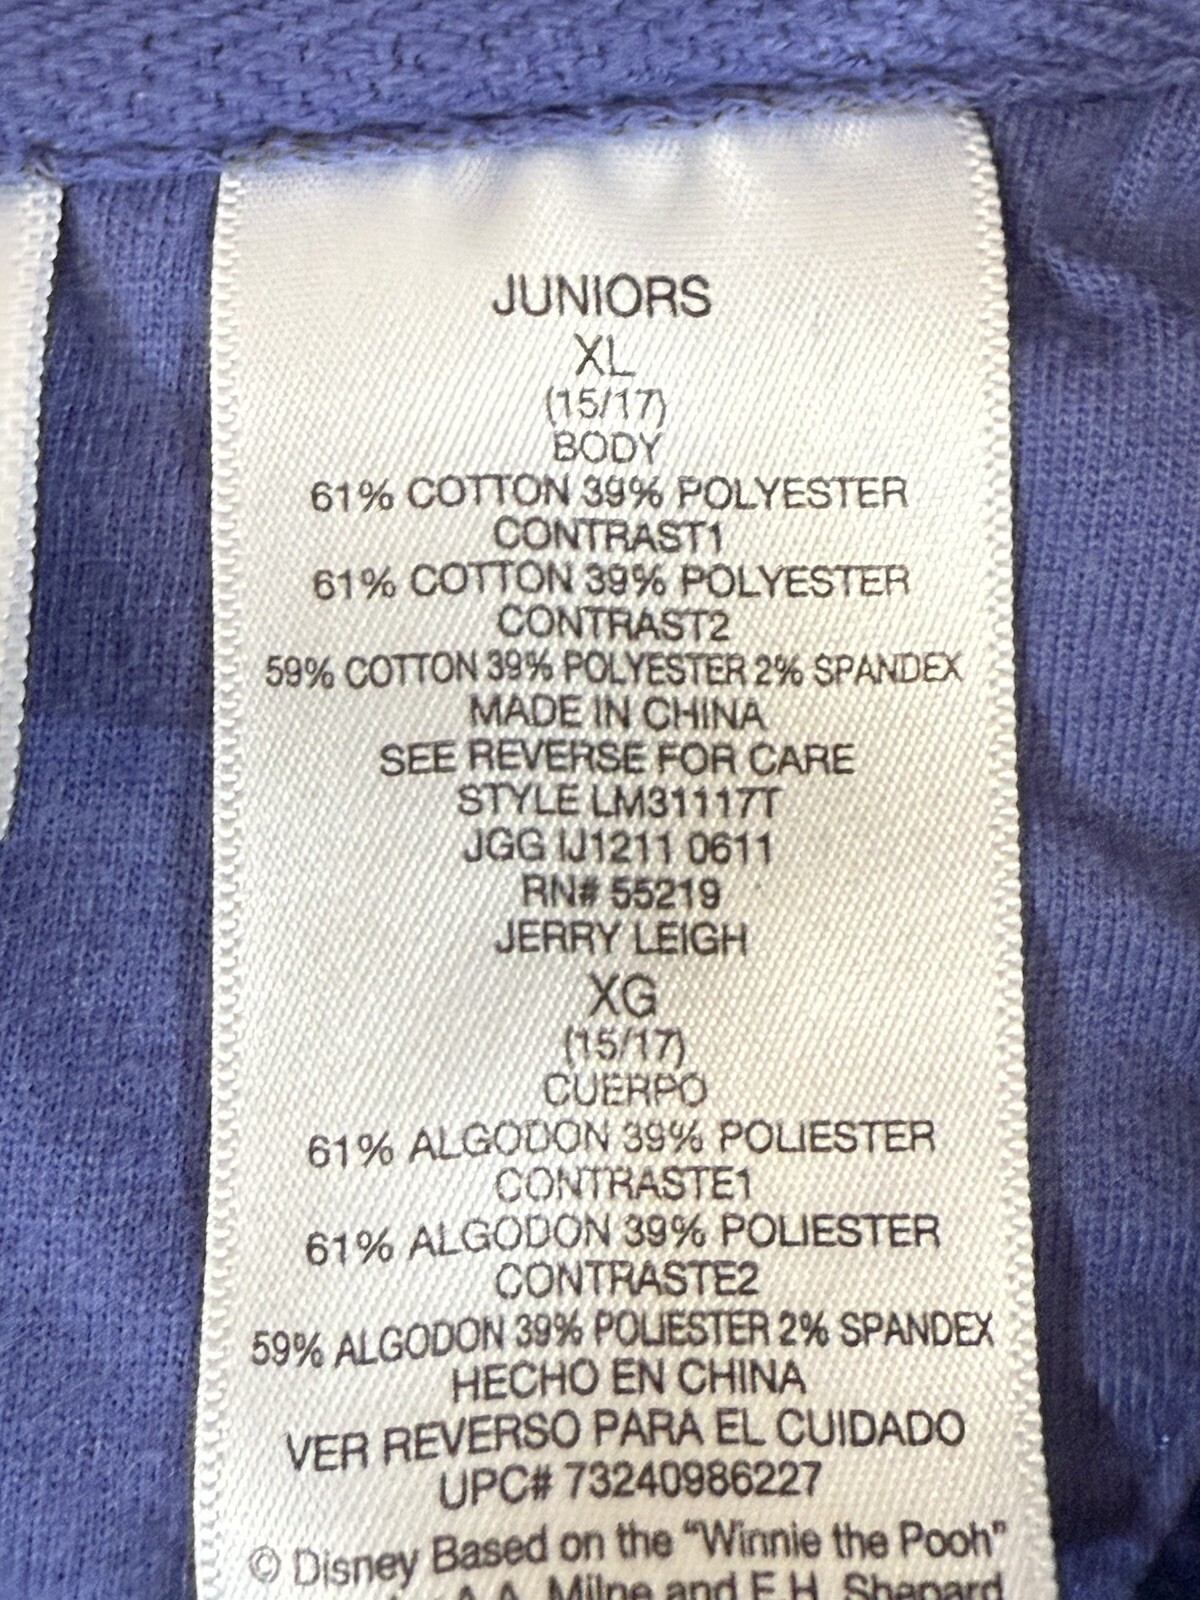 JUNIORS
XL
(15/17)
BODY
61% COTTON 39% POLYESTER
CONTRAST1
61% COTTON 39% POLYESTER
CONTRAST2
59% COTTON 39% POLYESTER 2% SPANDEX
MADE IN CHINA
SEE REVERSE FOR CARE
STYLE LM31117T
JGG IJ1211 0611
RN# 55219
JERRY LEIGH
XG
(15/17)
CUERPO
61% ALGODON 39% POLIESTER
CONTRASTE1
61% ALGODON 39% POLIESTER
CONTRASTE2
59% ALGODON 39% POLIESTER 2% SPANDEX
HECHO EN CHINA
VER REVERSO PARA EL CUIDADO
UPC# 73240986227
© Disney Based on the "Winnie the Pooh"
A.A. Milne and E.H. Shepard